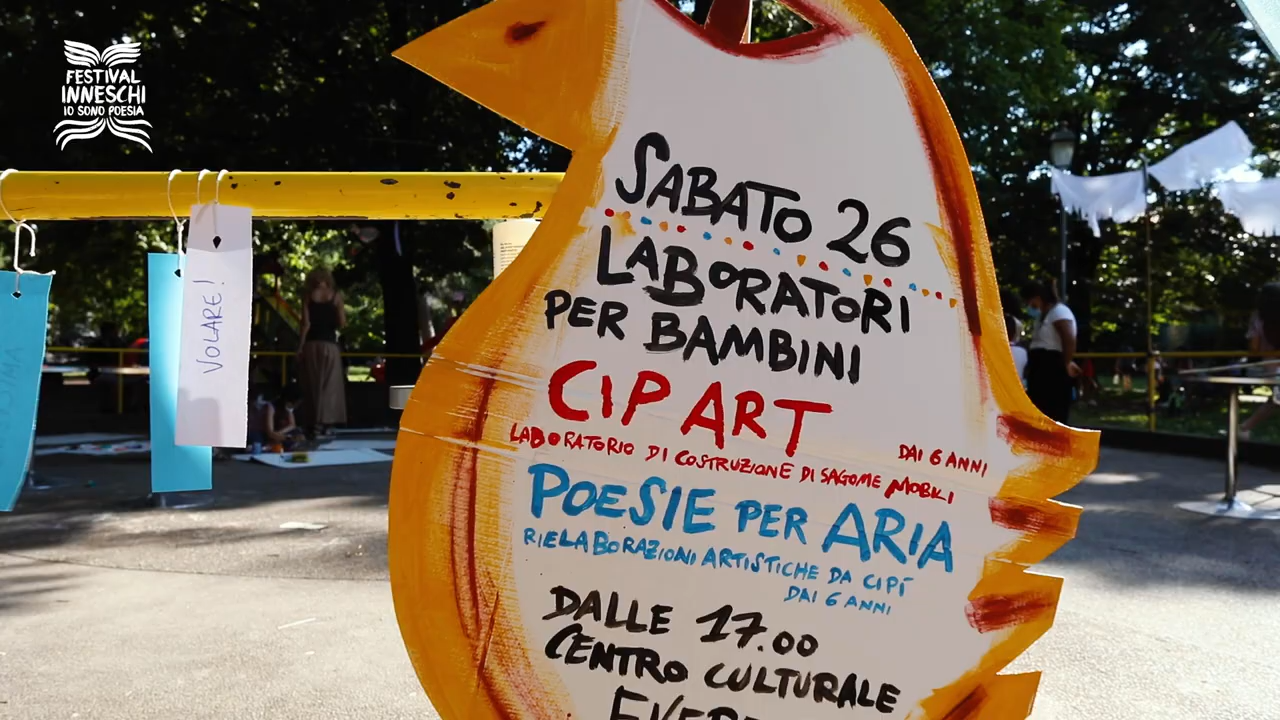 FESTIVAL
INNESCHI
IO SONO POESIA
VOLARE!
SABATO 26
LABORATORI
PER BAMBINI
CIP ART
LABORATORIO DI COSTRUZIONE DI SAGOME MOBILI
DAI 6 ANNI
POESIE PER ARIA
RIELABORAZIONI ARTISTICHE DA CIPÍ
DAI 6 ANNI
DALLE 17.00
CENTRO CULTURALE